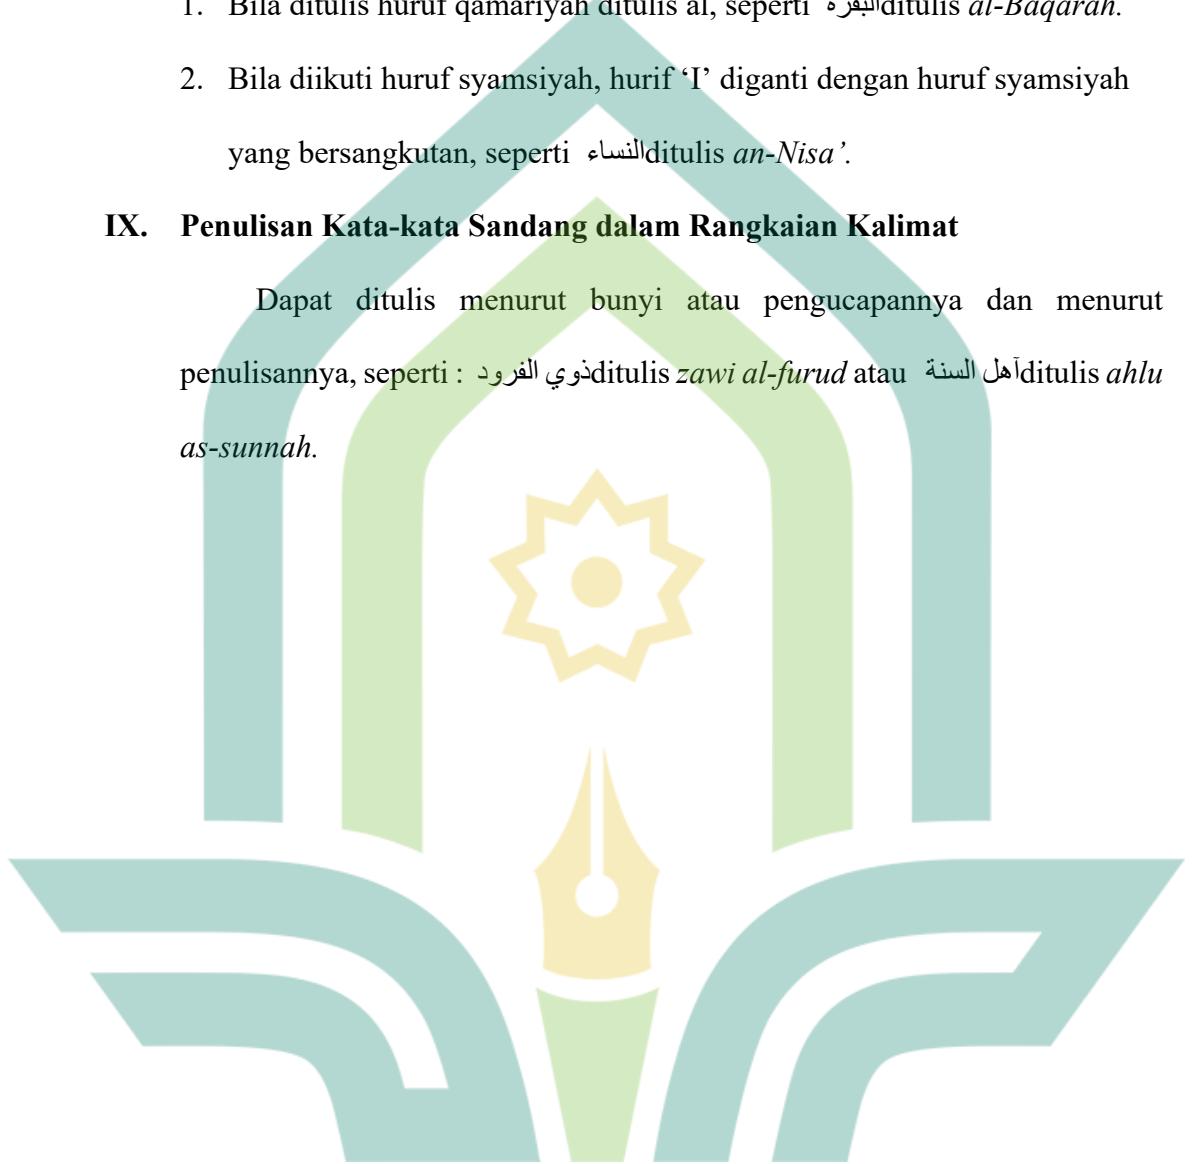 1. Bila ditulis huruf qamariyah ditulis al, seperti البقره ditulis al-Baqarah.
2. Bila diikuti huruf syamsiyah, hurif ‘I’ diganti dengan huruf syamsiyah
yang bersangkutan, seperti النساء ditulis an-Nisa’.
IX. Penulisan Kata-kata Sandang dalam Rangkaian Kalimat
Dapat ditulis menurut bunyi atau pengucapannya dan menurut
penulisannya, seperti : ذوي الفرود ditulis zawi al-furud atau آهل السنة ditulis ahlu
as-sunnah.